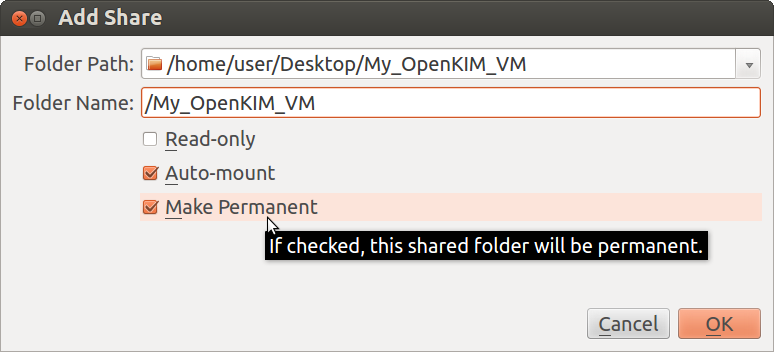 Add Share
Folder Path: /home/user/Desktop/My_OpenKIM_VM
Folder Name: /My_OpenKIM_VM
Read-only
Auto-mount
Make Permanent
If checked, this shared folder will be permanent.
Cancel OK